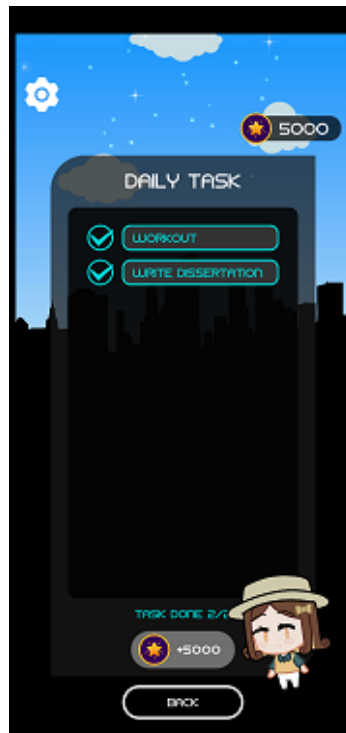 5000
DAILY TASK
WORKOUT
WRITE DISSERTATION
TASK DONE 2/2
+5000
BACK